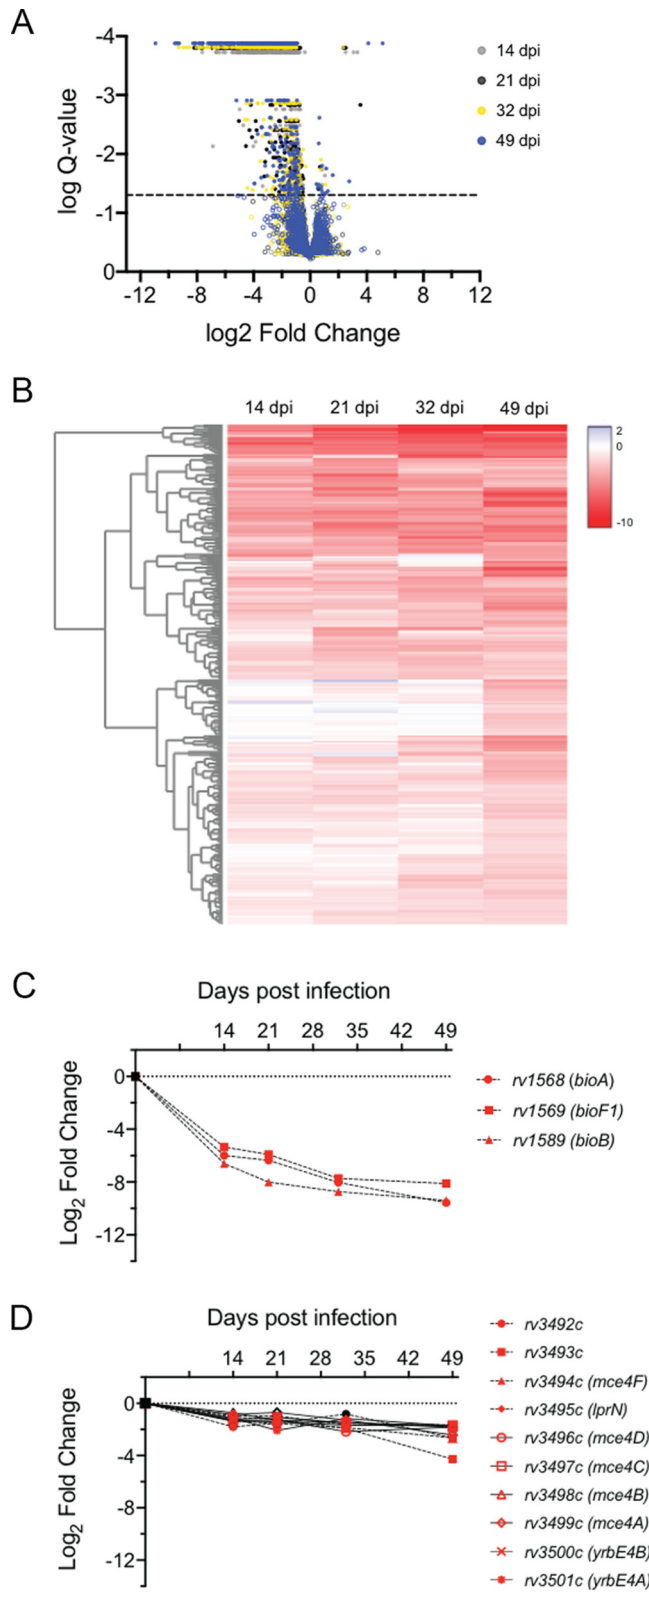 A
-4
-3
-2
-1
0
log Q-value
-12 -8 -4 0 4 8 12
log2 Fold Change
14 dpi
21 dpi
32 dpi
49 dpi
B
14 dpi 21 dpi 32 dpi 49 dpi
2
0
-10
C
Days post infection
14 21 28 35 42 49
0
-4
-8
-12
Log2 Fold Change
rv1568 (bioA)
rv1569 (bioF1)
rv1589 (bioB)
D
Days post infection
14 21 28 35 42 49
0
-4
-8
-12
Log2 Fold Change
rv3492c
rv3493c
rv3494c (mce4F)
rv3495c (lprN)
rv3496c (mce4D)
rv3497c (mce4C)
rv3498c (mce4B)
rv3499c (mce4A)
rv3500c (yrbE4B)
rv3501c (yrbE4A)